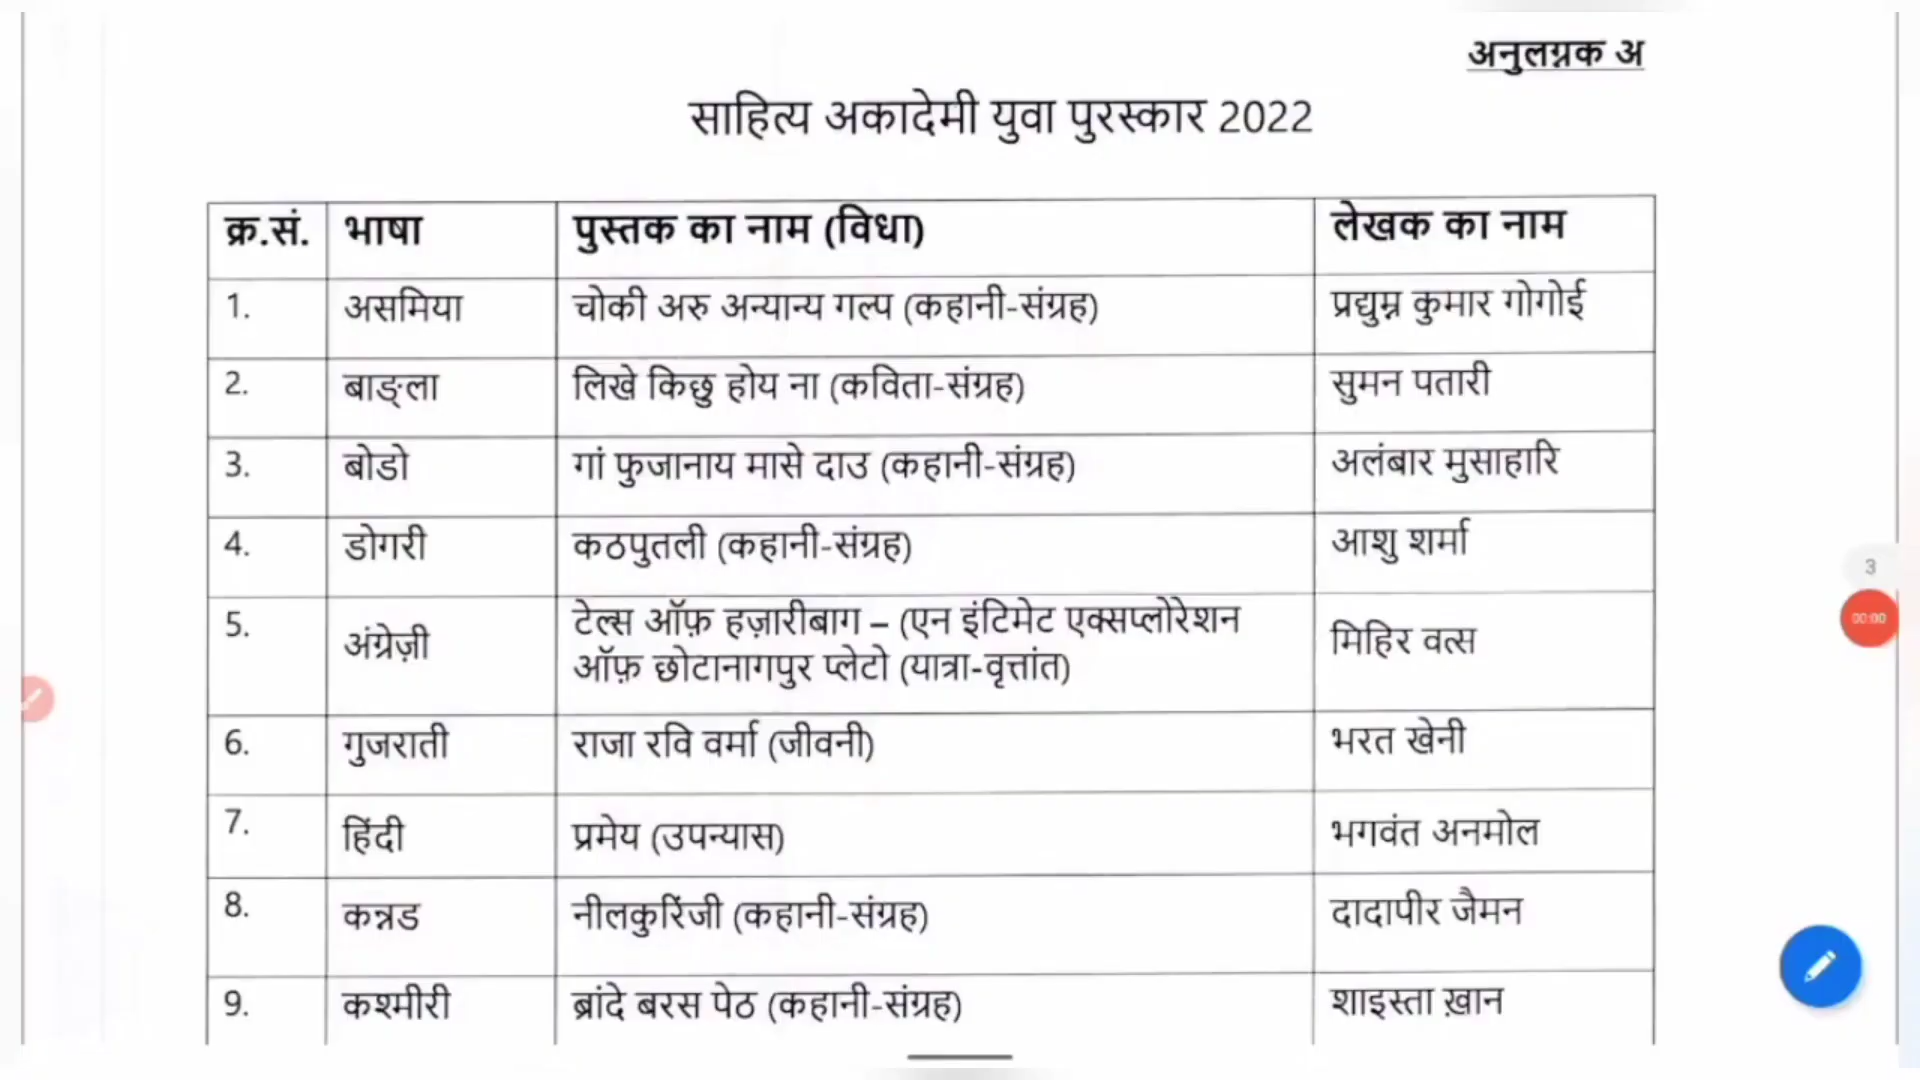 अनुलग्नक अ
साहित्य अकादेमी युवा पुरस्कार 2022
क्र.सं. भाषा पुस्तक का नाम (विधा) लेखक का नाम
1. असमिया चोकी अरु अन्यान्य गल्प (कहानी-संग्रह) प्रद्युम्न कुमार गोगोई
2. बाङ्ला लिखे किछु होय ना (कविता-संग्रह) सुमन पतारी
3. बोडो गां फुजानाय मासे दाउ (कहानी-संग्रह) अलंबार मुसाहारि
4. डोगरी कठपुतली (कहानी-संग्रह) आशु शर्मा
5. अंग्रेज़ी टेल्स ऑफ़ हज़ारीबाग – (एन इंटिमेट एक्सप्लोरेशन
ऑफ़ छोटानागपुर प्लेटो (यात्रा-वृत्तांत) मिहिर वत्स
6. गुजराती राजा रवि वर्मा (जीवनी) भरत खेनी
7. हिंदी प्रमेय (उपन्यास) भगवंत अनमोल
8. कन्नड नीलकुरिंजी (कहानी-संग्रह) दादापीर जैमन
9. कश्मीरी ब्रांदे बरस पेठ (कहानी-संग्रह) शाइस्ता ख़ान
3
00:00